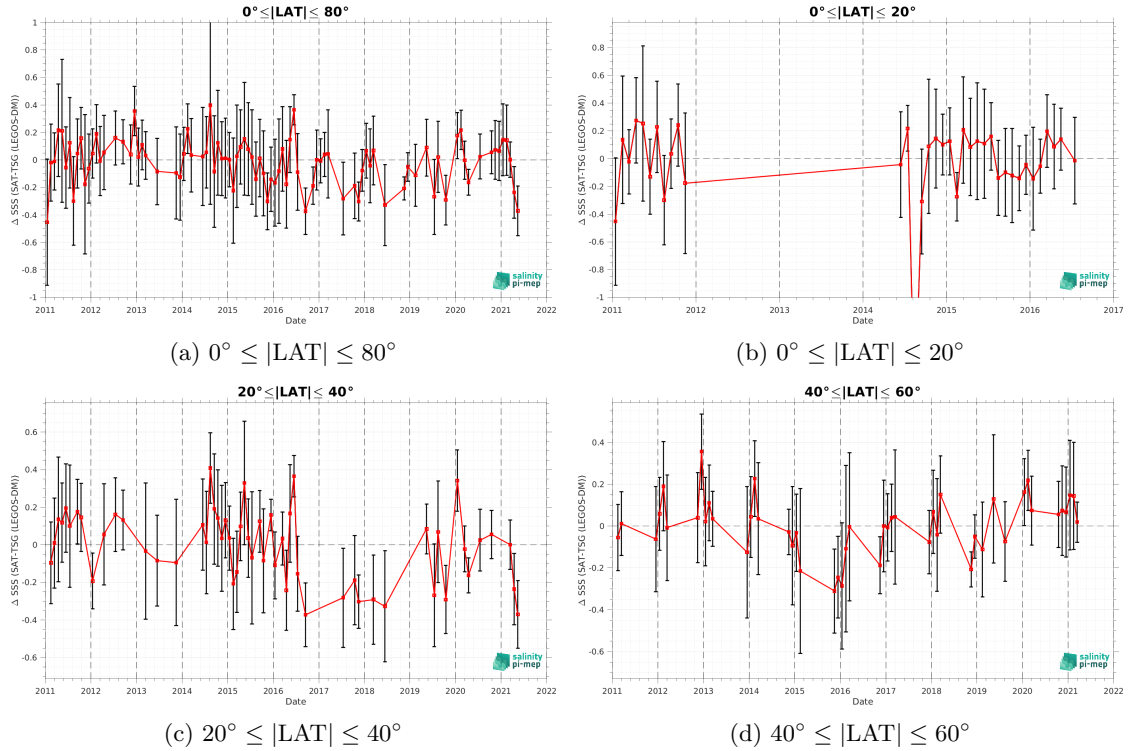 0°≤|LAT|≤ 80°
Δ SSS (SAT-TSG (LEGOS-DM))
1
0.8
0.6
0.4
0.2
0
-0.2
-0.4
-0.6
-0.8
-1
2011 2012 2013 2014 2015 2016 2017 2018 2019 2020 2021 2022
Date
salinity
pi-mep
(a) 0° ≤ |LAT| ≤ 80°
0°≤|LAT|≤ 20°
Δ SSS (SAT-TSG (LEGOS-DM))
0.8
0.6
0.4
0.2
0
-0.2
-0.4
-0.6
-0.8
-1
2011 2012 2013 2014 2015 2016 2017
Date
salinity
pi-mep
(b) 0° ≤ |LAT| ≤ 20°
20°≤|LAT|≤ 40°
Δ SSS (SAT-TSG (LEGOS-DM))
0.6
0.4
0.2
0
-0.2
-0.4
-0.6
2011 2012 2013 2014 2015 2016 2017 2018 2019 2020 2021 2022
Date
salinity
pi-mep
(c) 20° ≤ |LAT| ≤ 40°
40°≤|LAT|≤ 60°
Δ SSS (SAT-TSG (LEGOS-DM))
0.4
0.2
0
-0.2
-0.4
-0.6
2011 2012 2013 2014 2015 2016 2017 2018 2019 2020 2021 2022
Date
salinity
pi-mep
(d) 40° ≤ |LAT| ≤ 60°